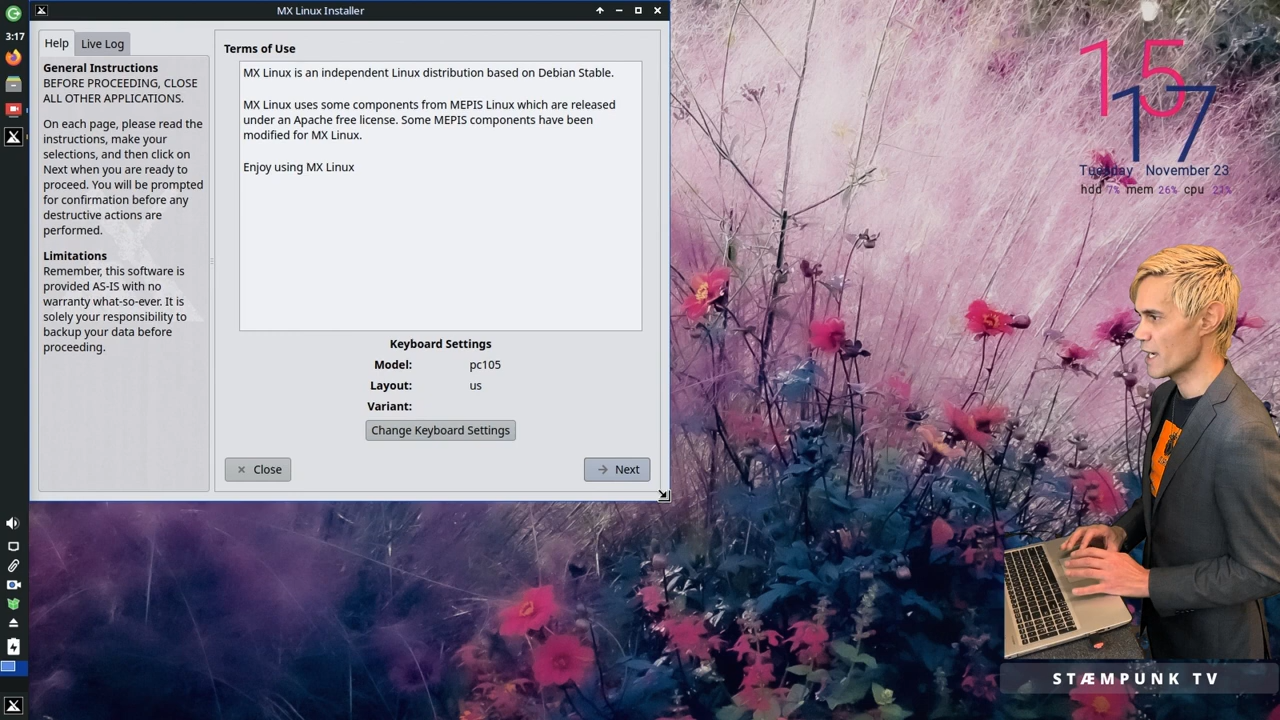 MX Linux Installer
3:17
Help
Live Log
General Instructions
BEFORE PROCEEDING, CLOSE
ALL OTHER APPLICATIONS.
On each page, please read the
instructions, make your
selections, and then click on
Next when you are ready to
proceed. You will be prompted
for confirmation before any
destructive actions are
performed.
Limitations
Remember, this software is
provided AS-IS with no
warranty what-so-ever. It is
solely your responsibility to
backup your data before
proceeding.
Terms of Use
MX Linux is an independent Linux distribution based on Debian Stable.
MX Linux uses some components from MEPIS Linux which are released
under an Apache free license. Some MEPIS components have been
modified for MX Linux.
Enjoy using MX Linux
Keyboard Settings
Model: pc105
Layout: us
Variant:
Change Keyboard Settings
Close
Next
15
17
Tuesday November 23
hdd 7% mem 26% cpu 21%
STÆMPUNK TV